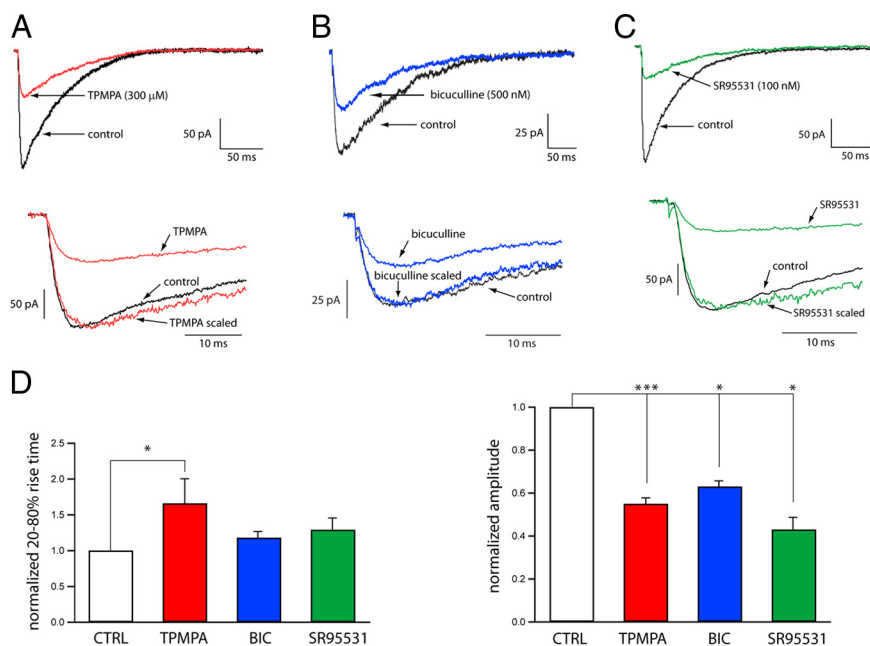 A
B
C
TPMPA (300 µM)
control
50 pA
50 ms
bicuculline (500 nM)
control
25 pA
50 ms
SR95531 (100 nM)
control
50 pA
50 ms
TPMPA
control
50 pA
TPMPA scaled
10 ms
bicuculline
bicuculline scaled
25 pA
control
10 ms
SR95531
control
50 pA
SR95531 scaled
10 ms
D
normalized 20-80% rise time
2.5
2.0
1.5
1.0
0.5
0.0
*
CTRL TPMPA BIC SR95531
normalized amplitude
1.0
0.8
0.6
0.4
0.2
0.0
*** * *
CTRL TPMPA BIC SR95531